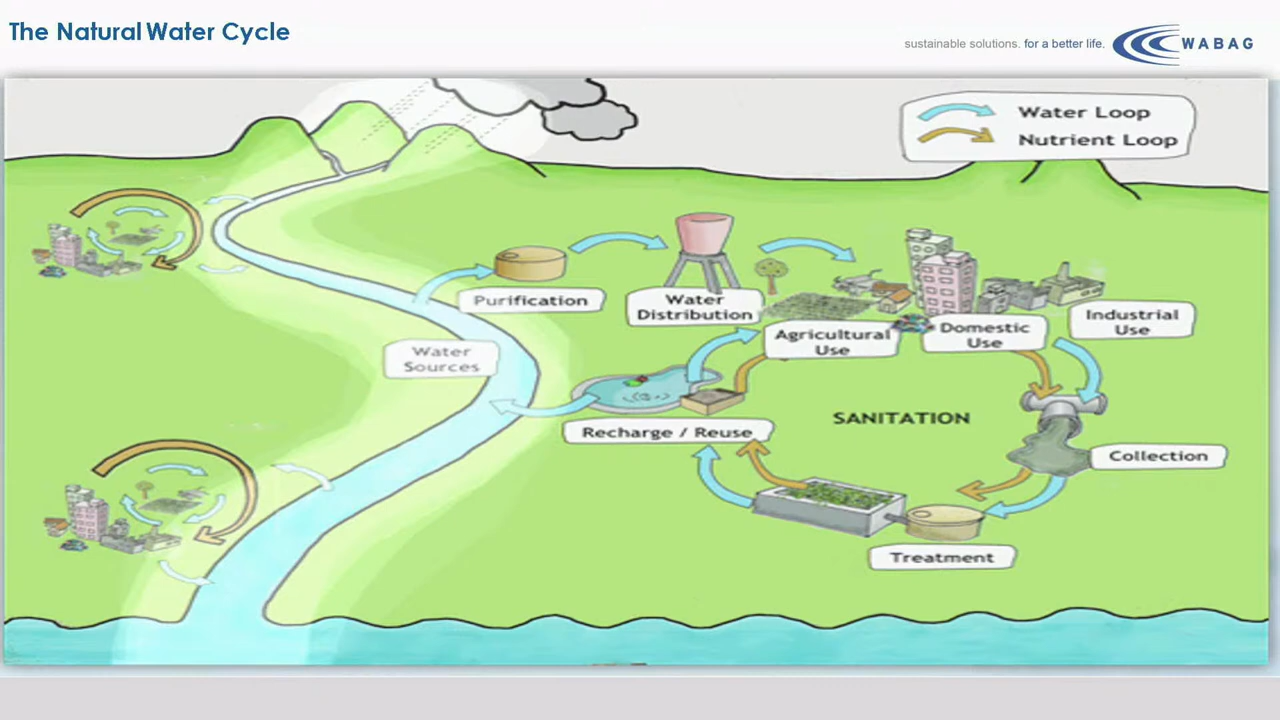 The Natural Water Cycle
sustainable solutions. for a better life.
WABAG
Water Loop
Nutrient Loop
Purification
Water
Distribution
Agricultural
Use
Domestic
Use
Industrial
Use
Water
Sources
SANITATION
Recharge / Reuse
Collection
Treatment